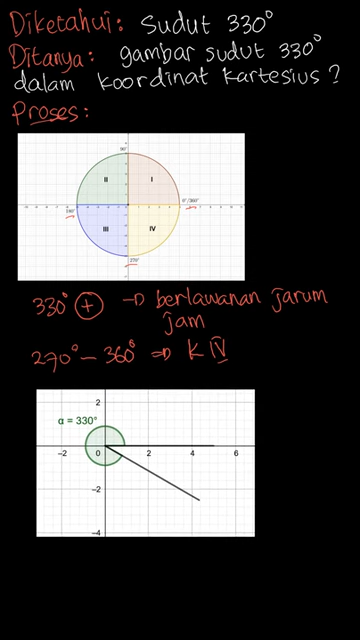 Diketahui: Sudut 330°
Ditanya: gambar sudut 330°
dalam koordinat kartesius ?
Proses:
90°
II I
180° 0°/360°
III IV
270°
330° (+) → berlawanan jarum
jam
270° - 360° ⇒ K IV
2
α = 330°
-2 0 2 4 6
-2
-4